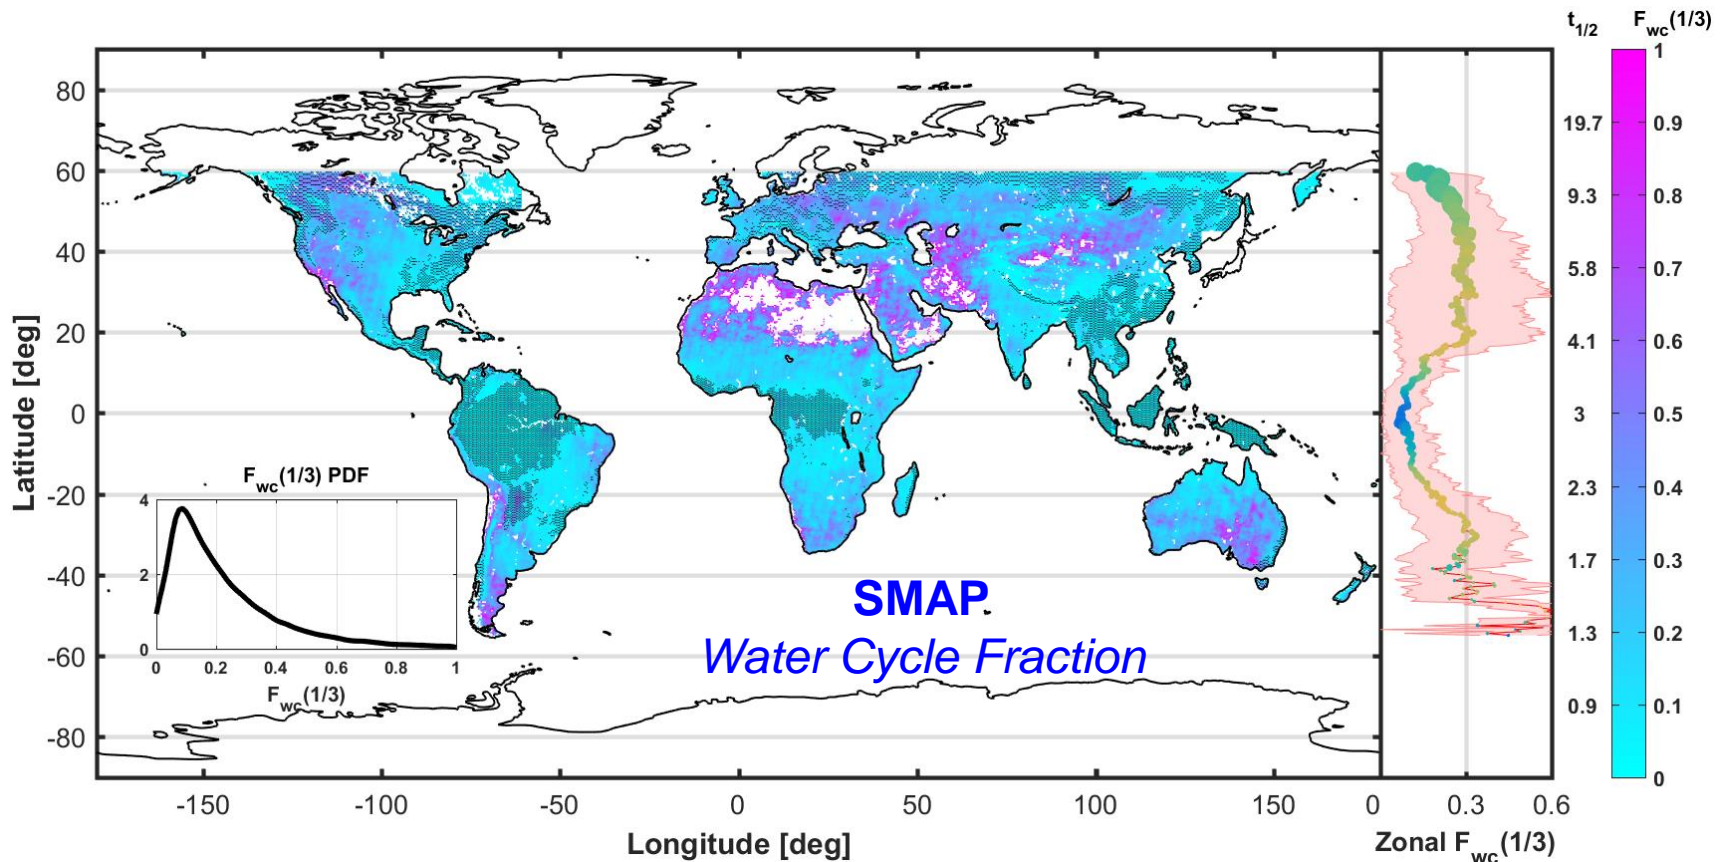 t1/2 Fwc(1/3)
80
60
40
20
0
-20
-40
-60
-80
Latitude [deg]
-150 -100 -50 0 50 100 150
Longitude [deg]
Fwc(1/3) PDF
4
2
0
0 0.2 0.4 0.6 0.8 1
Fwc(1/3)
SMAP
Water Cycle Fraction
0 0.3 0.6
Zonal Fwc(1/3)
19.7
9.3
5.8
4.1
3
2.3
1.7
1.3
0.9
1
0.9
0.8
0.7
0.6
0.5
0.4
0.3
0.2
0.1
0